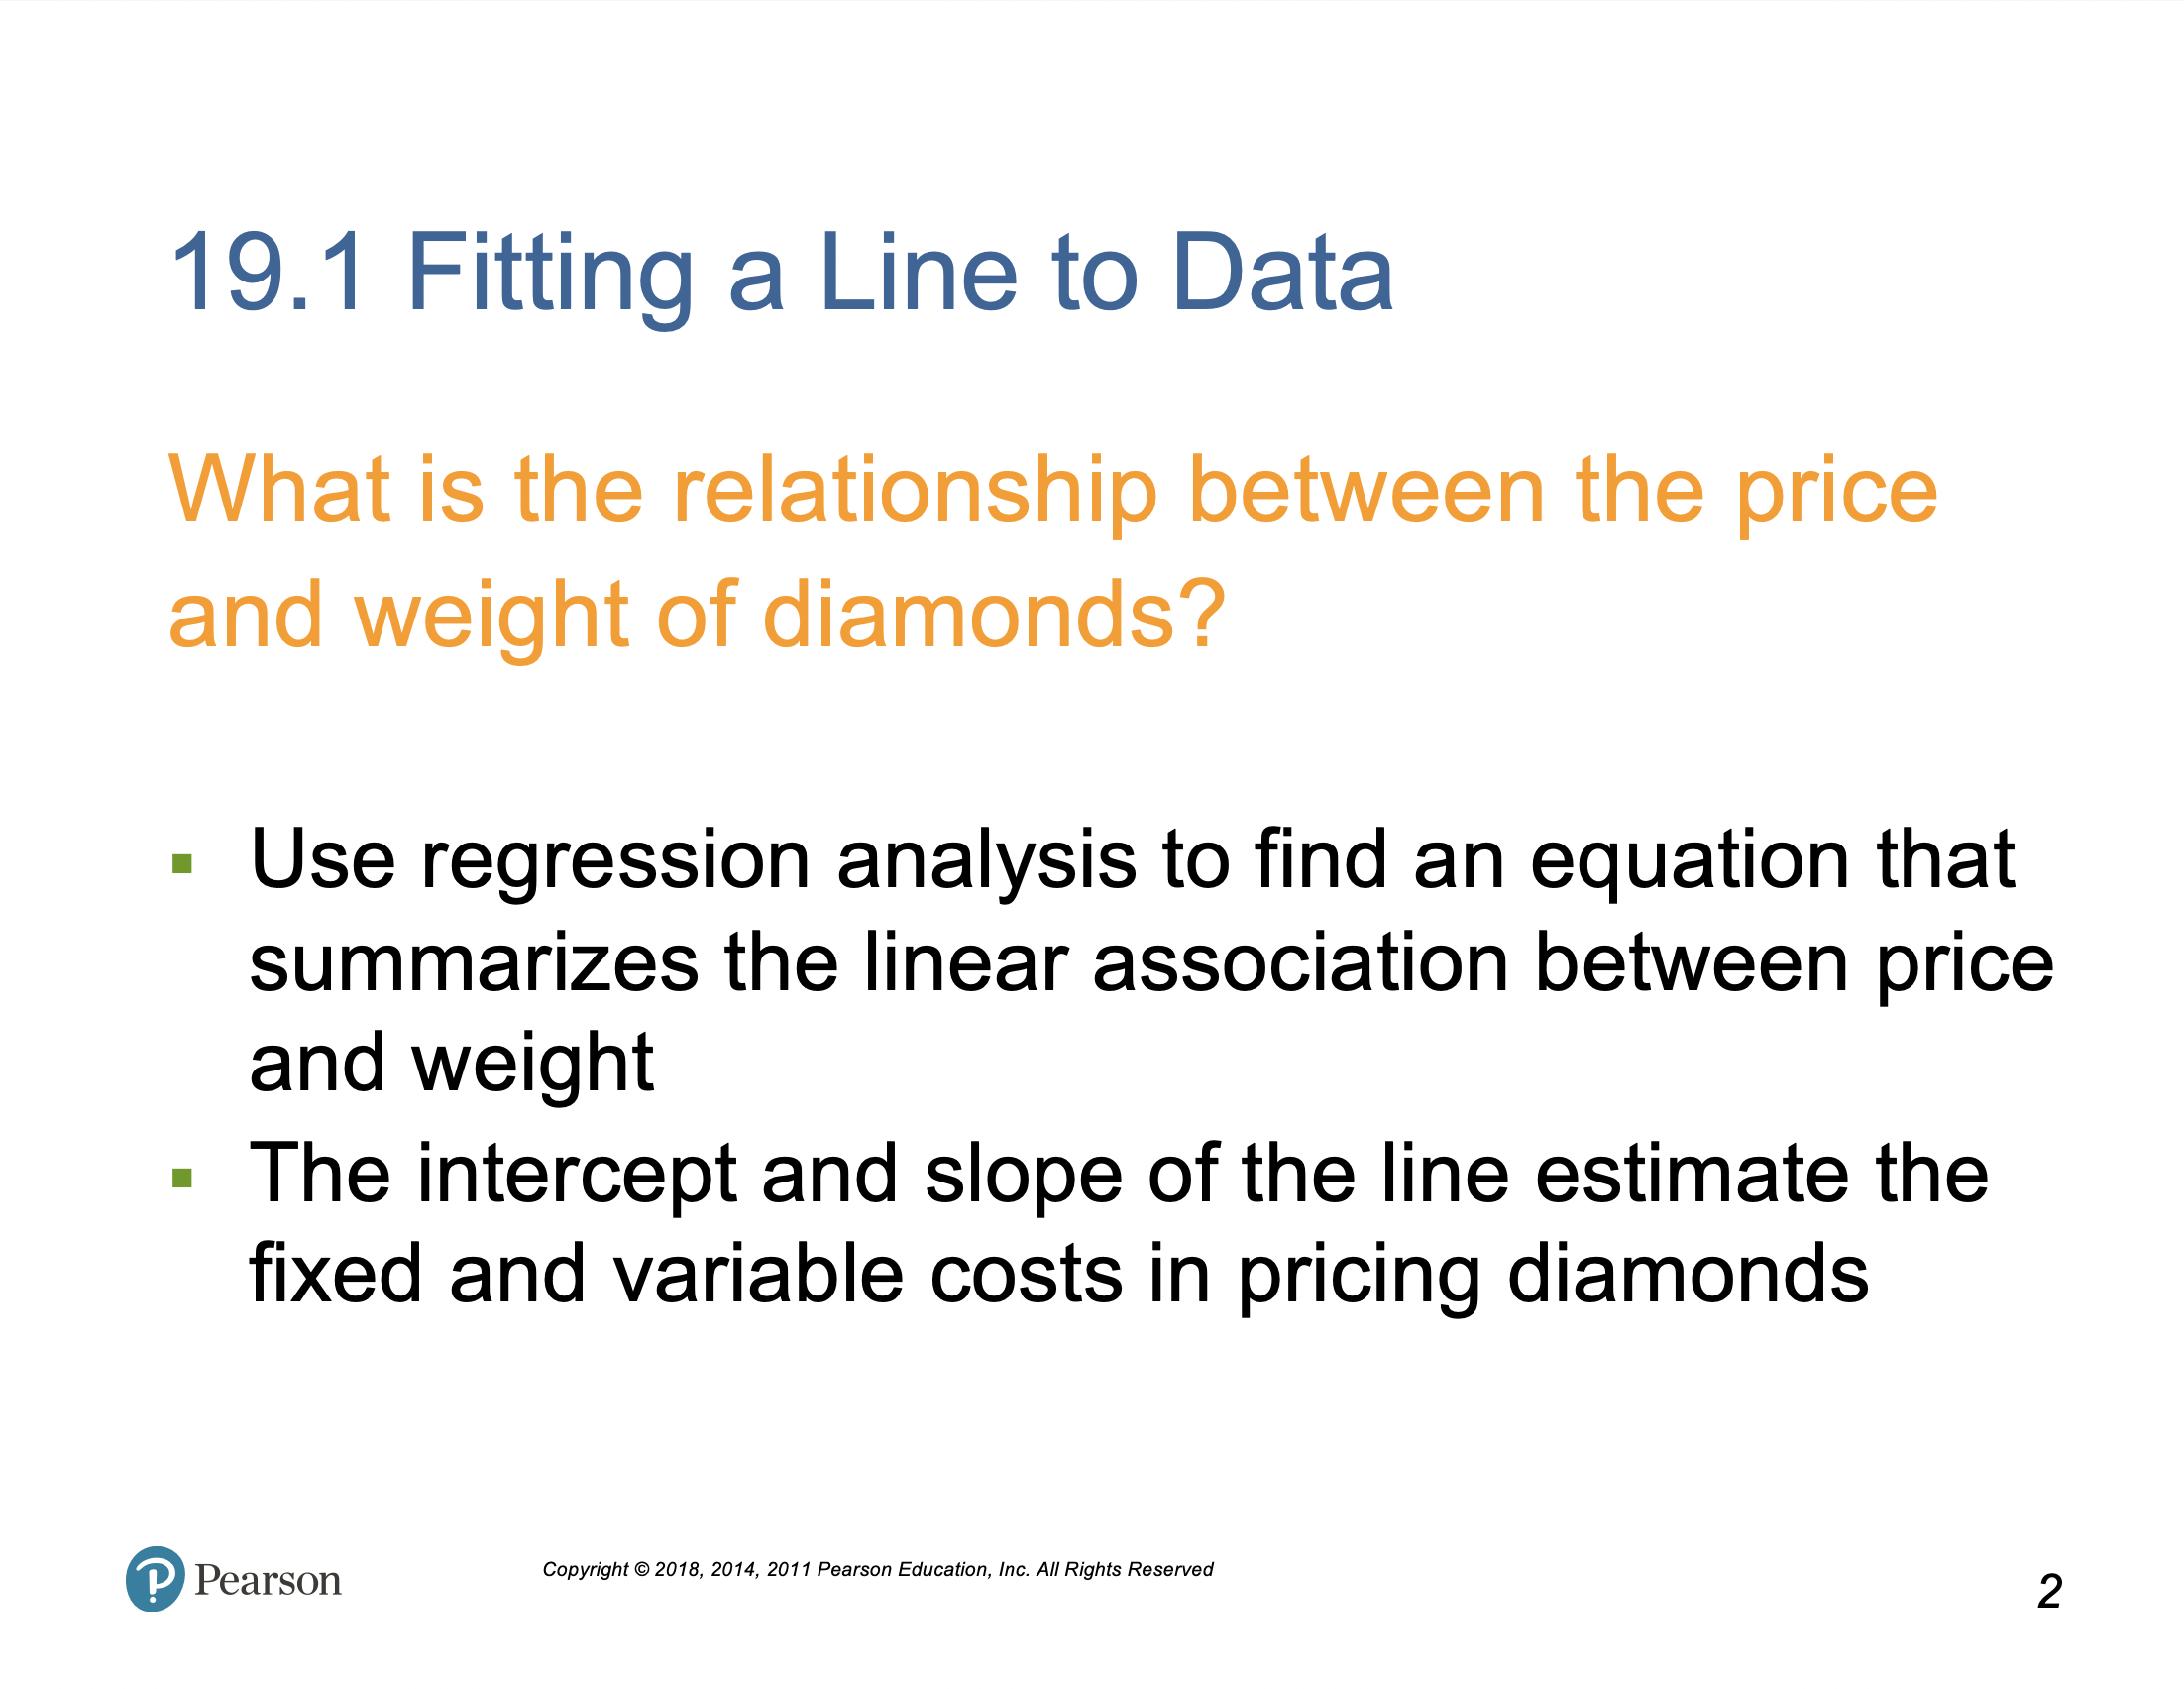 19.1 Fitting a Line to Data
What is the relationship between the price
and weight of diamonds?
▪ Use regression analysis to find an equation that
summarizes the linear association between price
and weight
▪ The intercept and slope of the line estimate the
fixed and variable costs in pricing diamonds
Pearson
Copyright © 2018, 2014, 2011 Pearson Education, Inc. All Rights Reserved
2